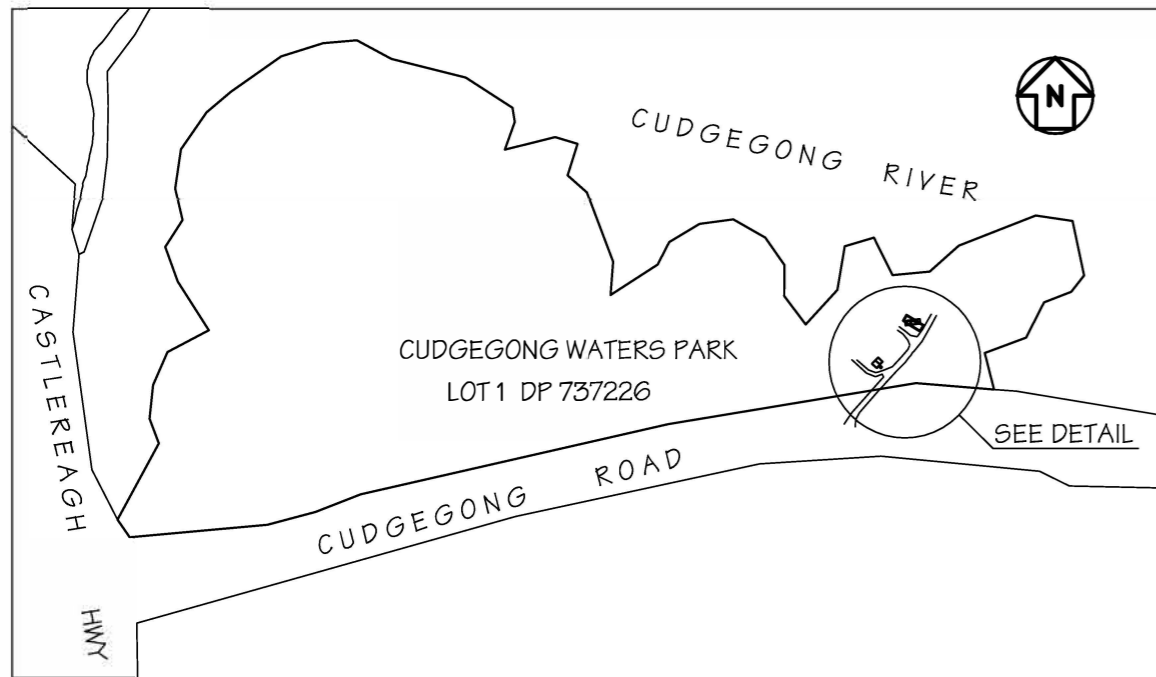 N
CUDGEGONG RIVER
CASTLEREAGH HWY
CUDGEGONG WATERS PARK
LOT 1 DP 737226
SEE DETAIL
CUDGEGONG ROAD